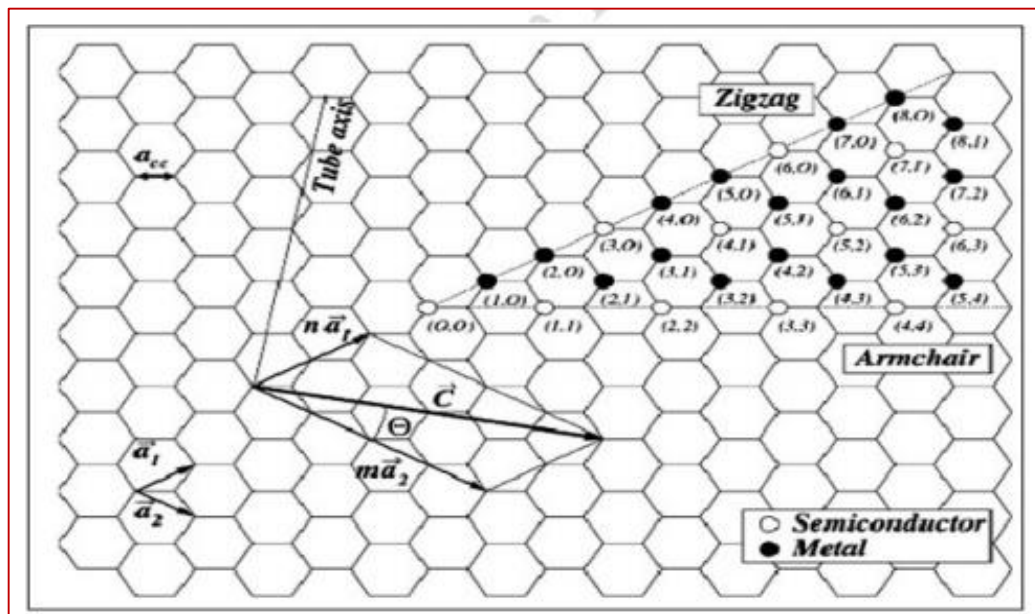 Zigzag
(8,0)
(7,0)
(8,1)
(6,0)
(7,1)
(5,0)
(6,1)
(7,2)
(4,0)
(5,1)
(6,2)
(3,0)
(4,1)
(5,2)
(6,3)
(2,0)
(3,1)
(4,2)
(5,3)
(1,0)
(2,1)
(3,2)
(4,3)
(5,4)
(0,0)
(1,1)
(2,2)
(3,3)
(4,4)
Armchair
a_cc
Tube axis
n a⃗₁
C⃗
Θ
m a⃗₂
a⃗₁
a⃗₂
Semiconductor
Metal